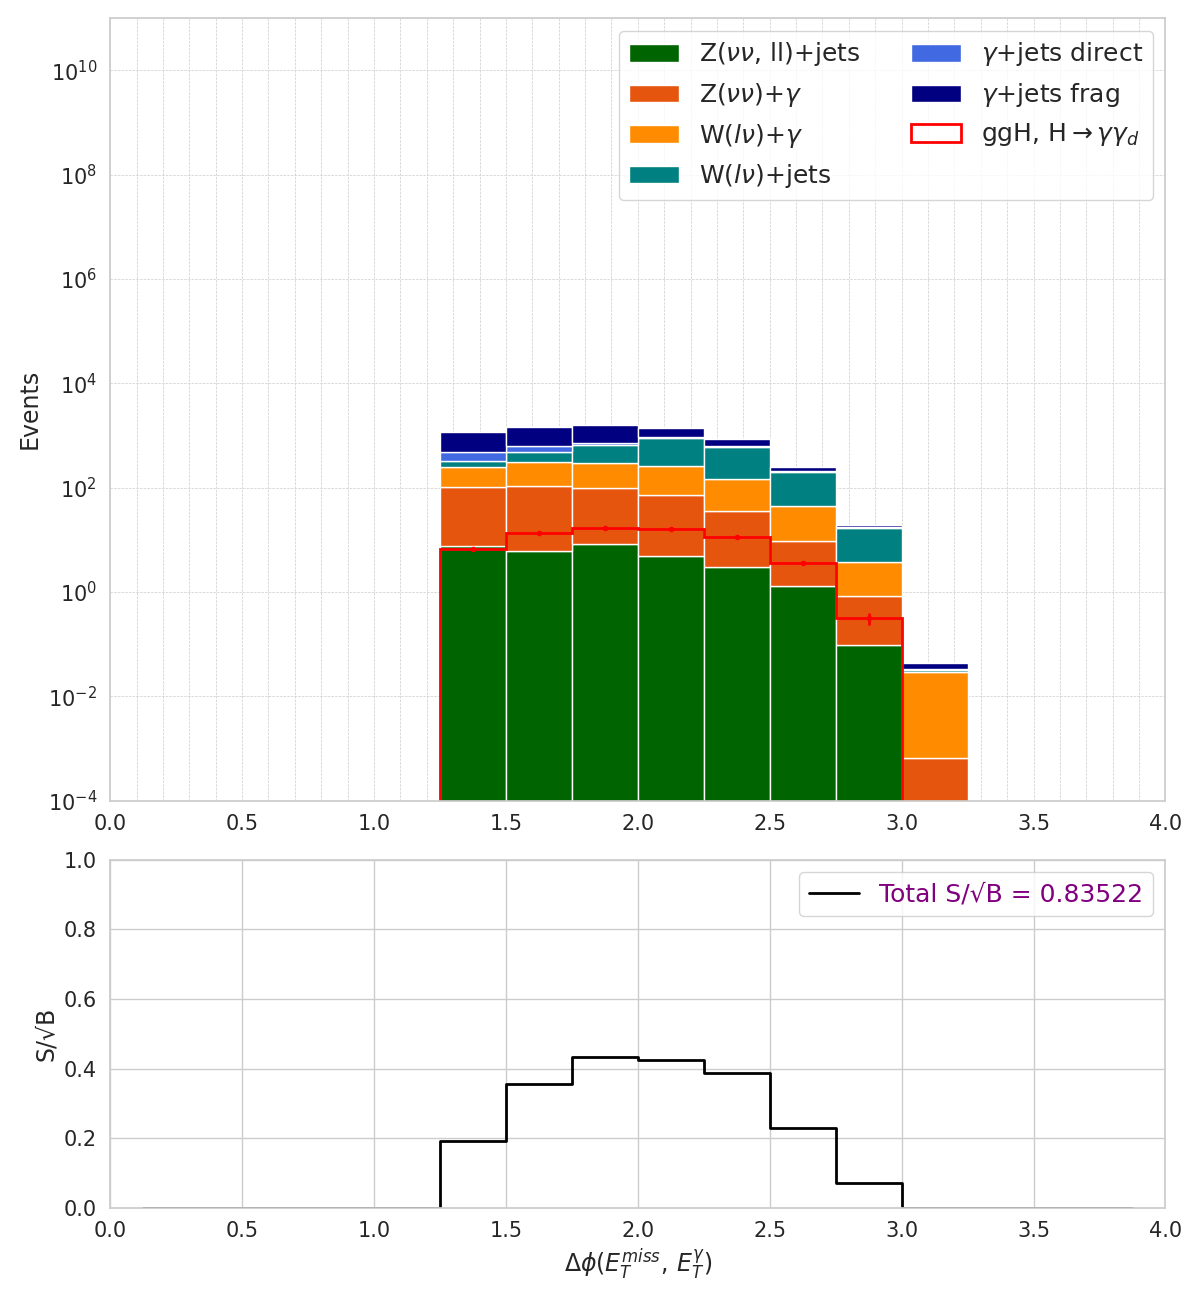 Z(νν, ll)+jets
Z(νν)+γ
W(lν)+γ
W(lν)+jets
γ+jets direct
γ+jets frag
ggH, H→γγ_d
Events
10^10
10^8
10^6
10^4
10^2
10^0
10^−2
10^−4
0.0 0.5 1.0 1.5 2.0 2.5 3.0 3.5 4.0
Total S/√B = 0.83522
S/√B
1.0
0.8
0.6
0.4
0.2
0.0
0.0 0.5 1.0 1.5 2.0 2.5 3.0 3.5 4.0
Δϕ(E_T^miss, E_T^γ)